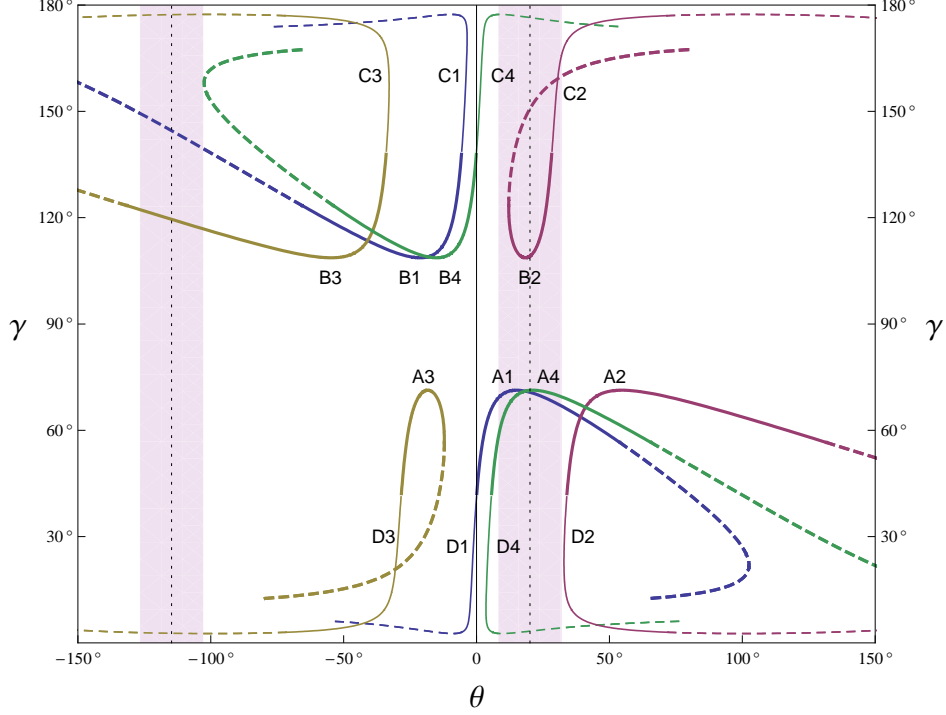 180° 180°
C3 C1 C4 C2
150° 150°
120° 120°
B3 B1 B4 B2
γ 90° 90° γ
A3 A1 A4 A2
60° 60°
D3 D1 D4 D2
30° 30°
−150° −100° −50° 0 50° 100° 150°
θ